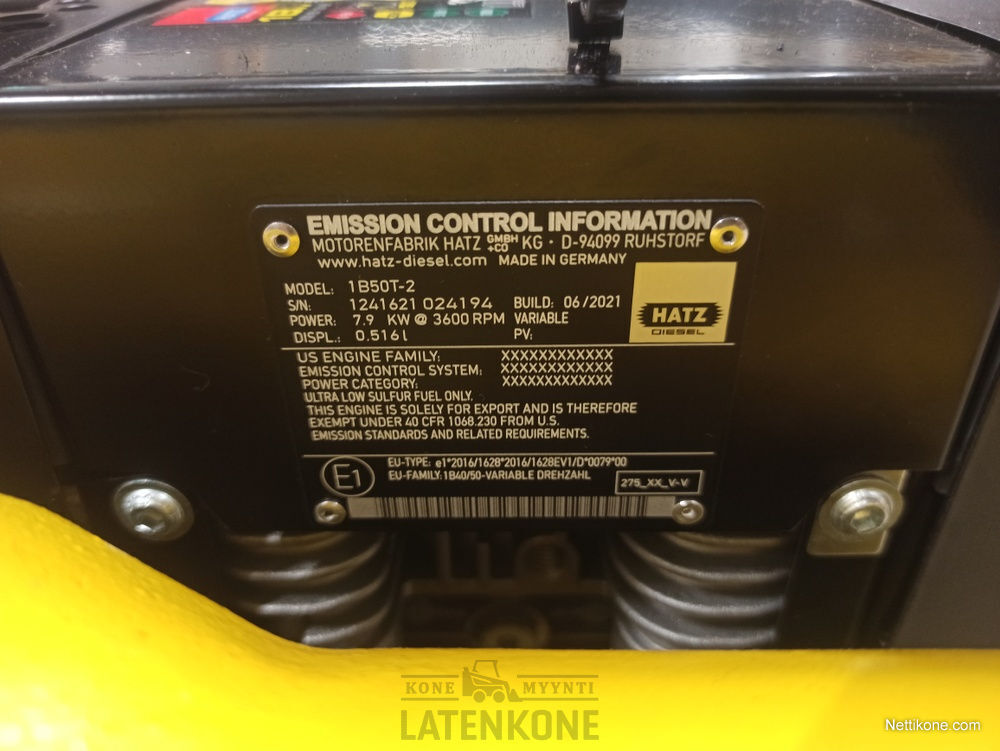 EMISSION CONTROL INFORMATION
MOTORENFABRIK HATZ GMBH +CO KG · D-94099 RUHSTORF
www.hatz-diesel.com MADE IN GERMANY
MODEL: 1B50T-2
S/N: 1241621 024194 BUILD: 06/2021
POWER: 7.9 KW @ 3600 RPM VARIABLE
DISPL.: 0.516 l PV:
HATZ
DIESEL
US ENGINE FAMILY: XXXXXXXXXXXX
EMISSION CONTROL SYSTEM: XXXXXXXXXXXX
POWER CATEGORY: XXXXXXXXXXXX
ULTRA LOW SULFUR FUEL ONLY.
THIS ENGINE IS SOLELY FOR EXPORT AND IS THEREFORE
EXEMPT UNDER 40 CFR 1068.230 FROM U.S.
EMISSION STANDARDS AND RELATED REQUIREMENTS.
E1
EU-TYPE: e1*2016/1628*2016/1628EV1/D*0079*00
EU-FAMILY: 1B40/50-VARIABLE DREHZAHL
275_XX_V-V
KONE MYYNTI
LATENKONE
Nettikone.com